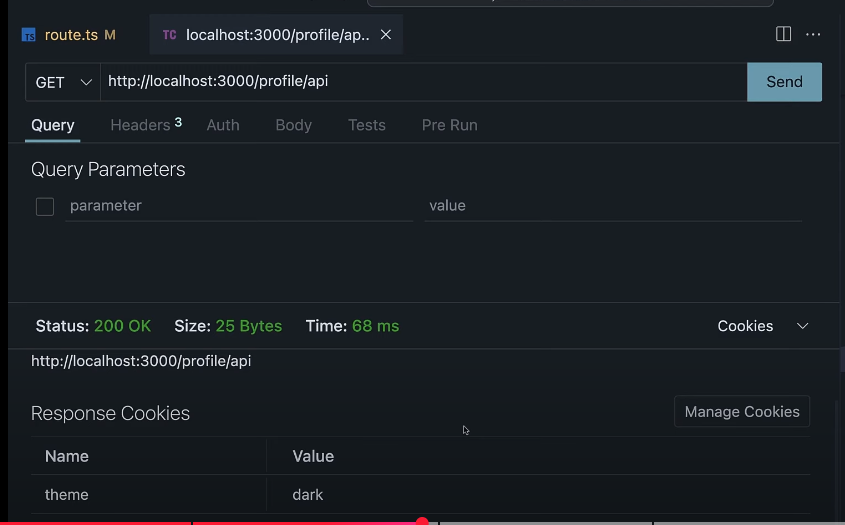 TS route.ts M
TC localhost:3000/profile/ap.. ×
GET http://localhost:3000/profile/api Send
Query Headers 3 Auth Body Tests Pre Run
Query Parameters
parameter value
Status: 200 OK Size: 25 Bytes Time: 68 ms Cookies
http://localhost:3000/profile/api
Response Cookies Manage Cookies
Name Value
theme dark